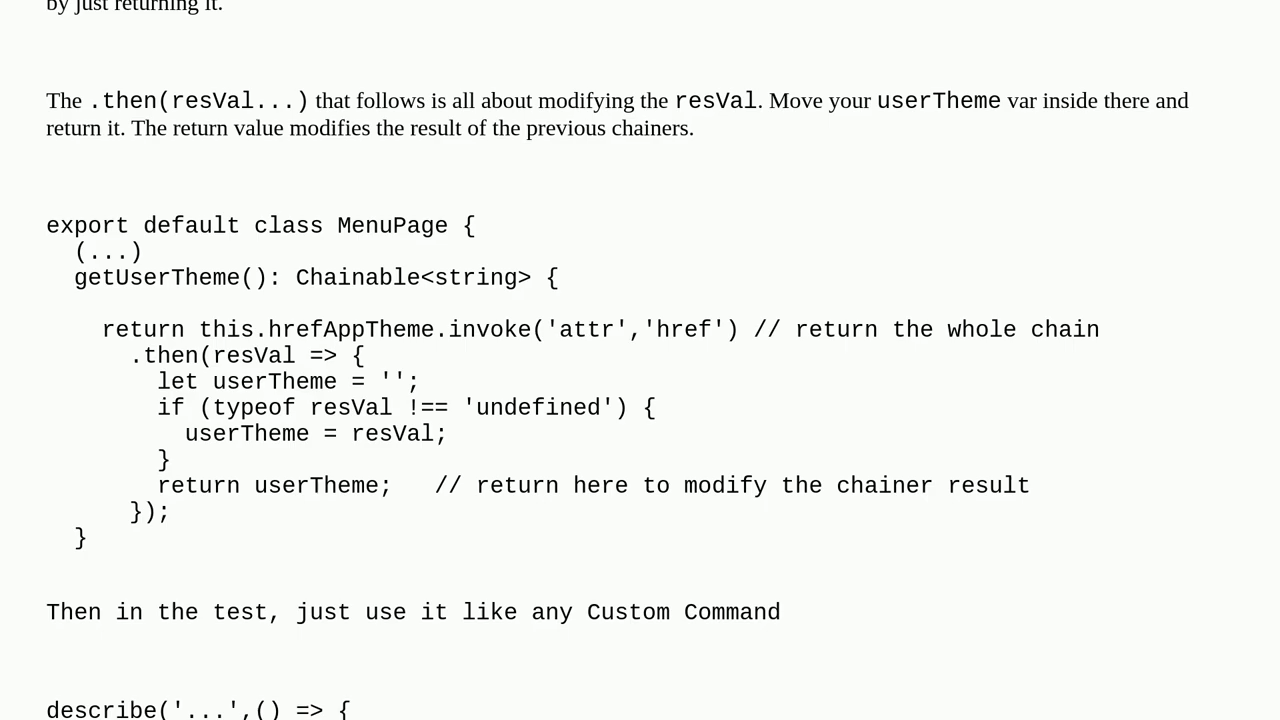 by just returning it.
The .then(resVal...) that follows is all about modifying the resVal. Move your userTheme var inside there and
return it. The return value modifies the result of the previous chainers.
export default class MenuPage {
  (...)
  getUserTheme(): Chainable<string> {
    return this.hrefAppTheme.invoke('attr','href') // return the whole chain
      .then(resVal => {
        let userTheme = '';
        if (typeof resVal !== 'undefined') {
          userTheme = resVal;
        }
        return userTheme;   // return here to modify the chainer result
      });
  }
Then in the test, just use it like any Custom Command
describe('...',() => {